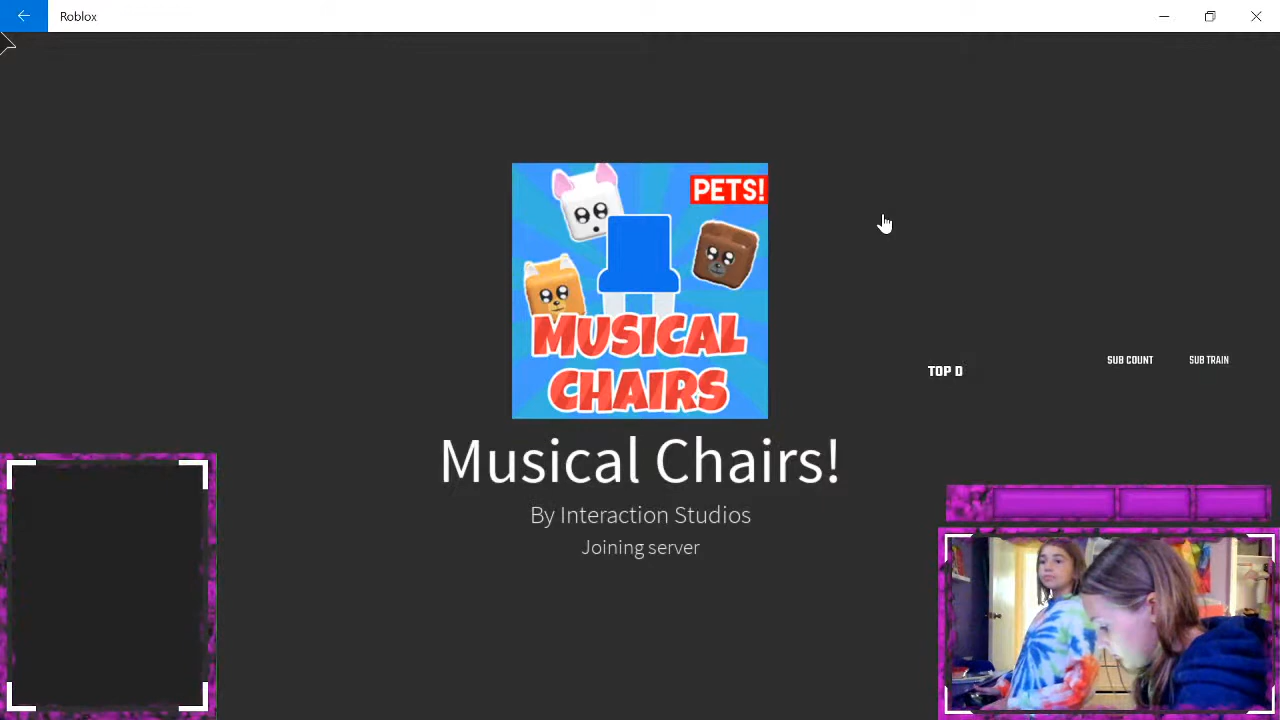 Roblox
PETS!
MUSICAL
CHAIRS
Musical Chairs!
By Interaction Studios
Joining server
TOP D
SUB COUNT
SUB TRAIN